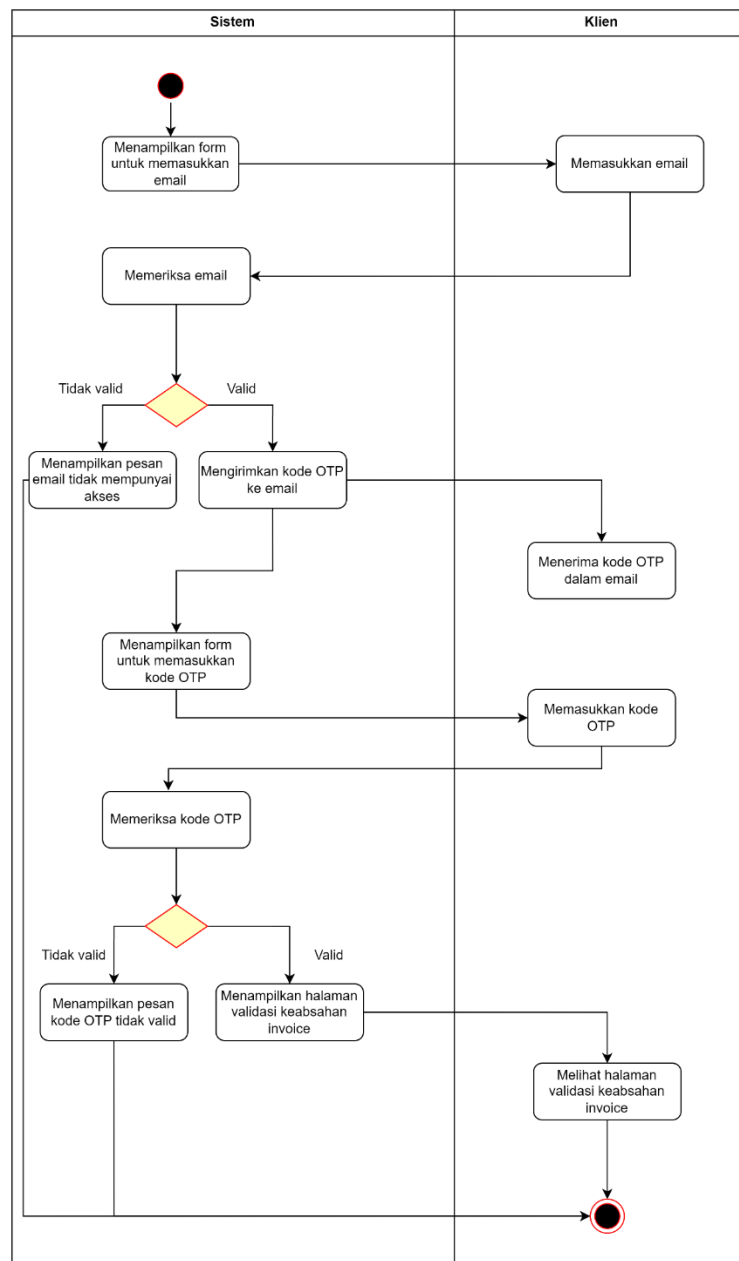 Sistem
Klien
Menampilkan form
untuk memasukkan
email
Memasukkan email
Memeriksa email
Tidak valid
Valid
Menampilkan pesan
email tidak mempunyai
akses
Mengirimkan kode OTP
ke email
Menerima kode OTP
dalam email
Menampilkan form
untuk memasukkan
kode OTP
Memasukkan kode
OTP
Memeriksa kode OTP
Tidak valid
Valid
Menampilkan pesan
kode OTP tidak valid
Menampilkan halaman
validasi keabsahan
invoice
Melihat halaman
validasi keabsahan
invoice